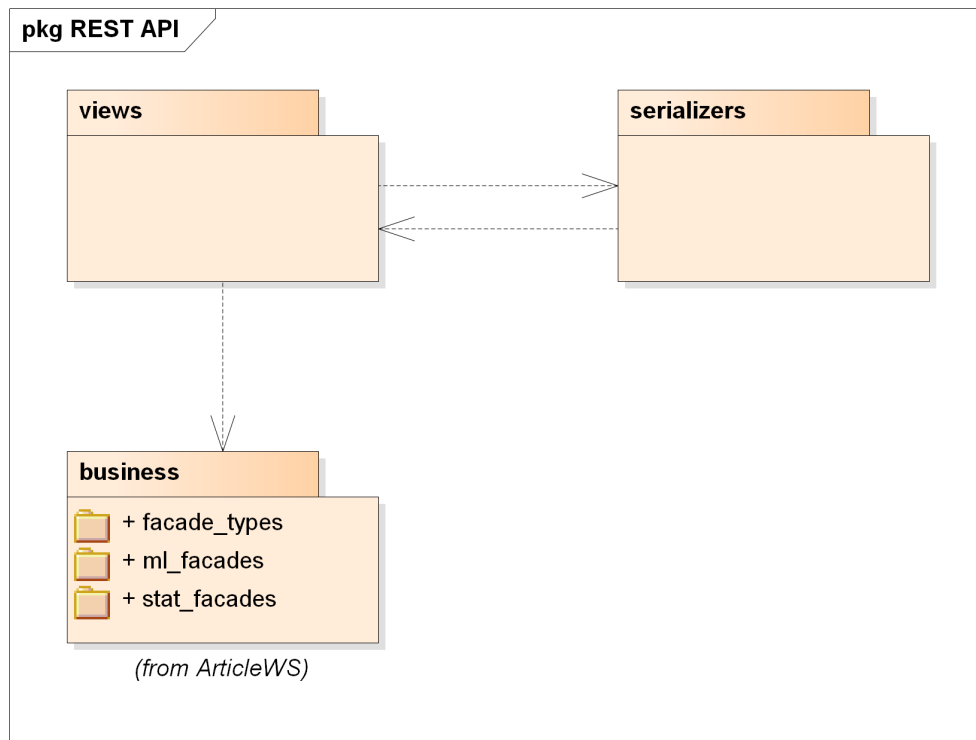 pkg REST API
views
serializers
business
+ facade_types
+ ml_facades
+ stat_facades
(from ArticleWS)